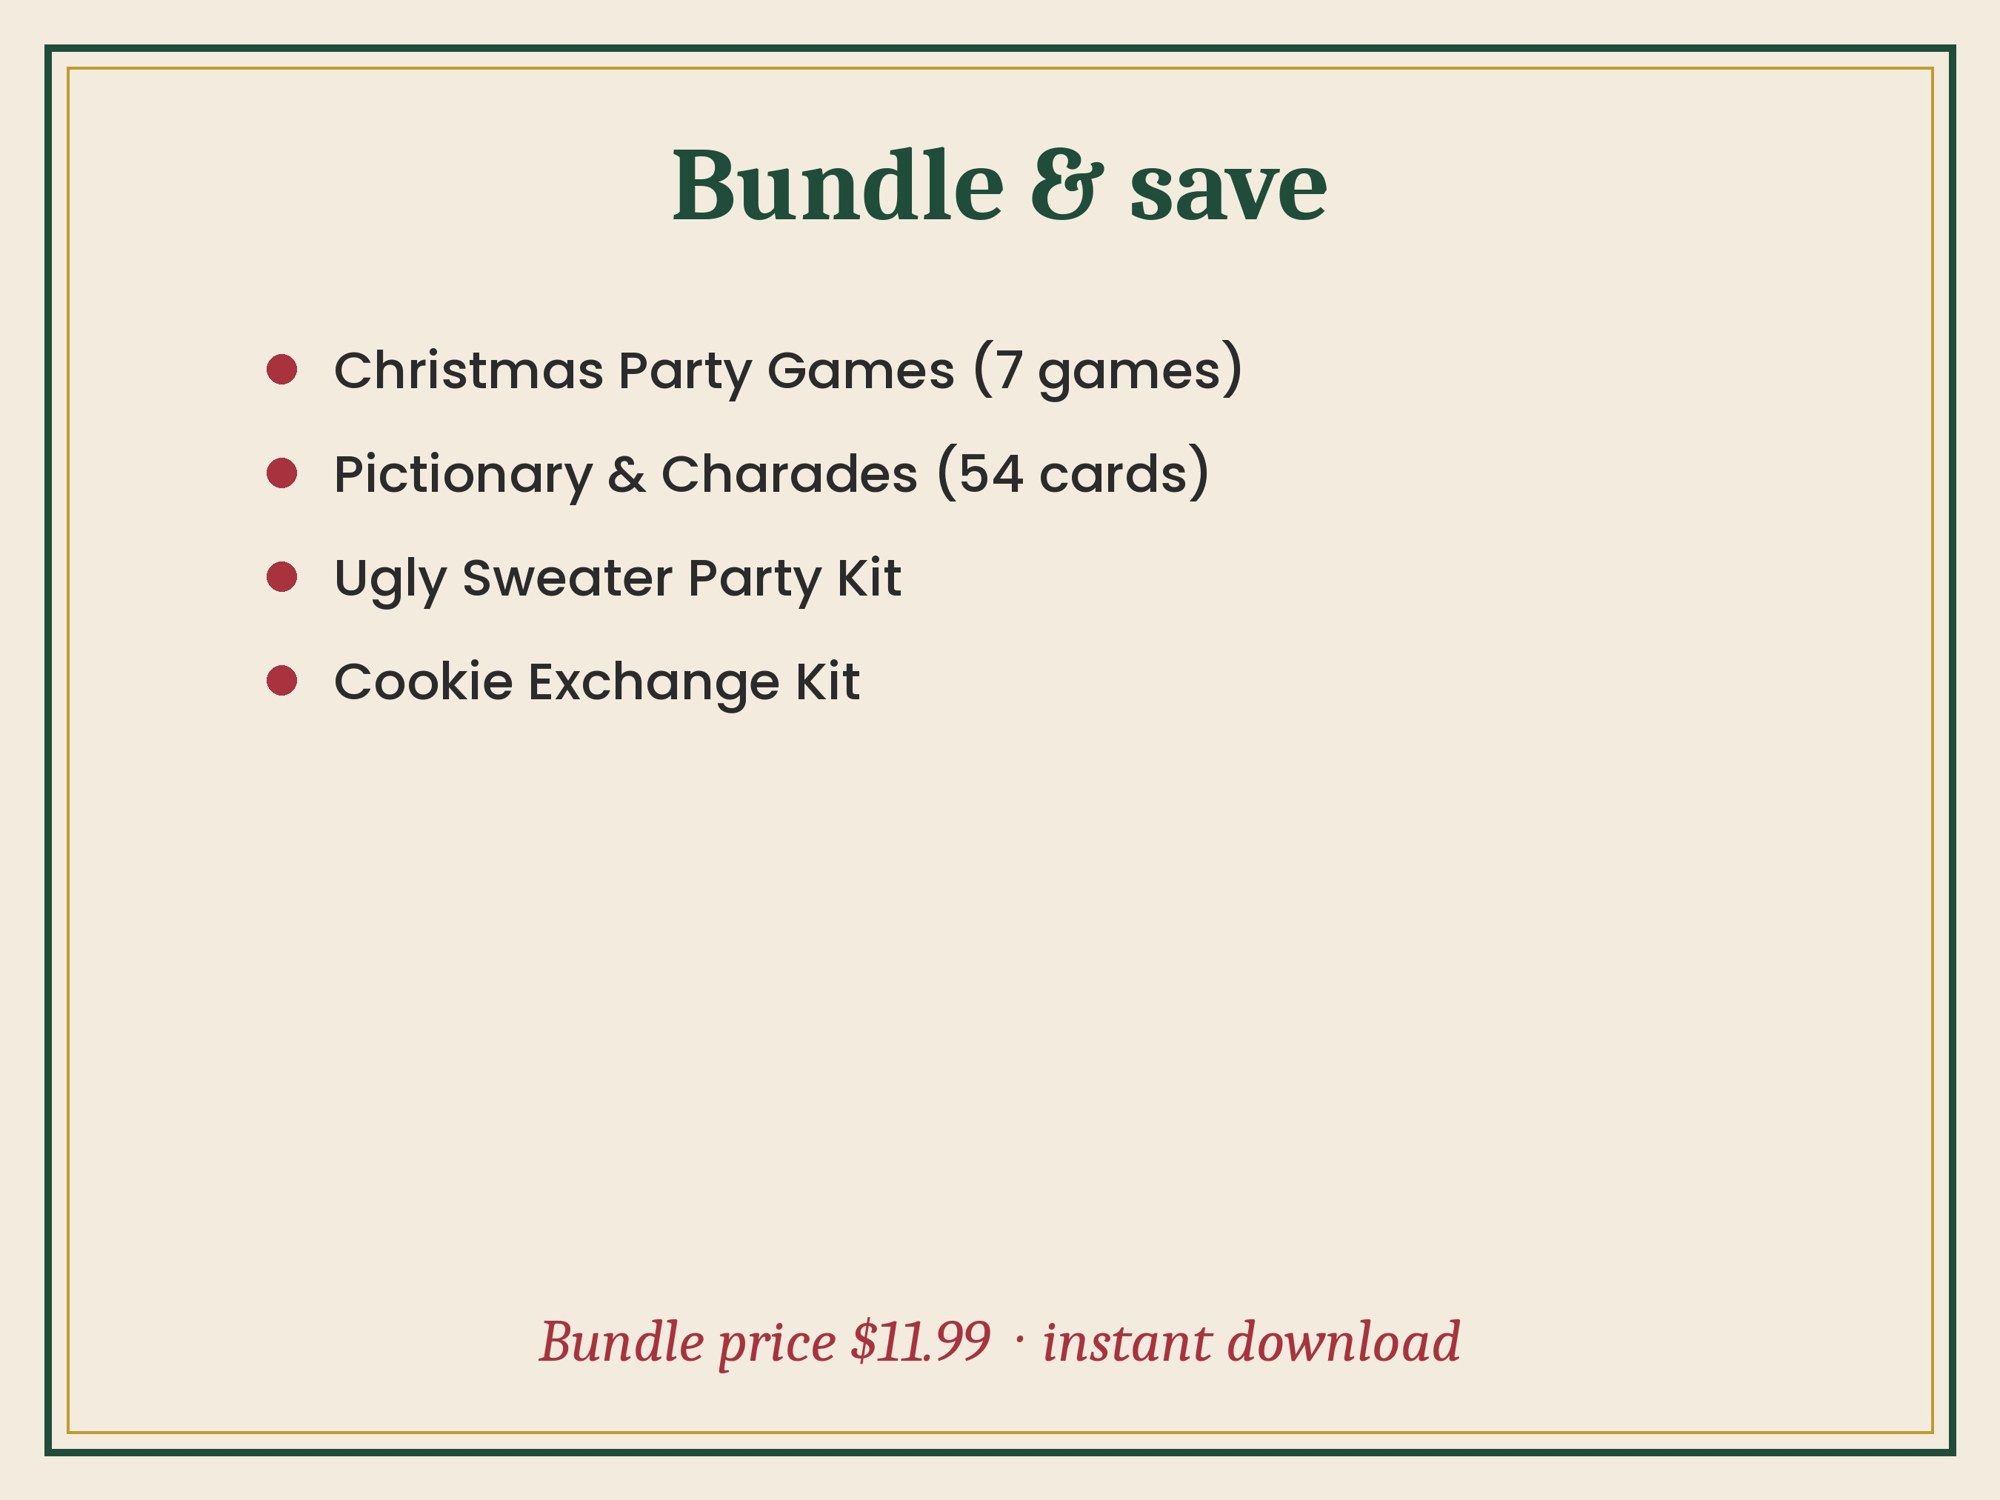 Bundle & save
Christmas Party Games (7 games)
Pictionary & Charades (54 cards)
Ugly Sweater Party Kit
Cookie Exchange Kit
Bundle price $11.99 · instant download